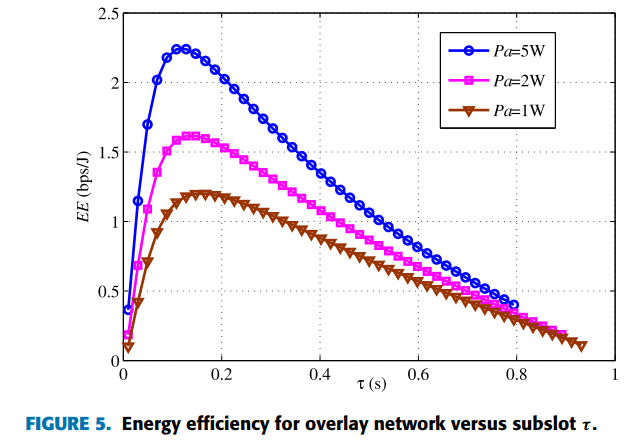 2.5
2
1.5
1
0.5
0
EE (bps/J)
Pa=5W
Pa=2W
Pa=1W
0 0.2 0.4 0.6 0.8 1
τ (s)
FIGURE 5. Energy efficiency for overlay network versus subslot τ.